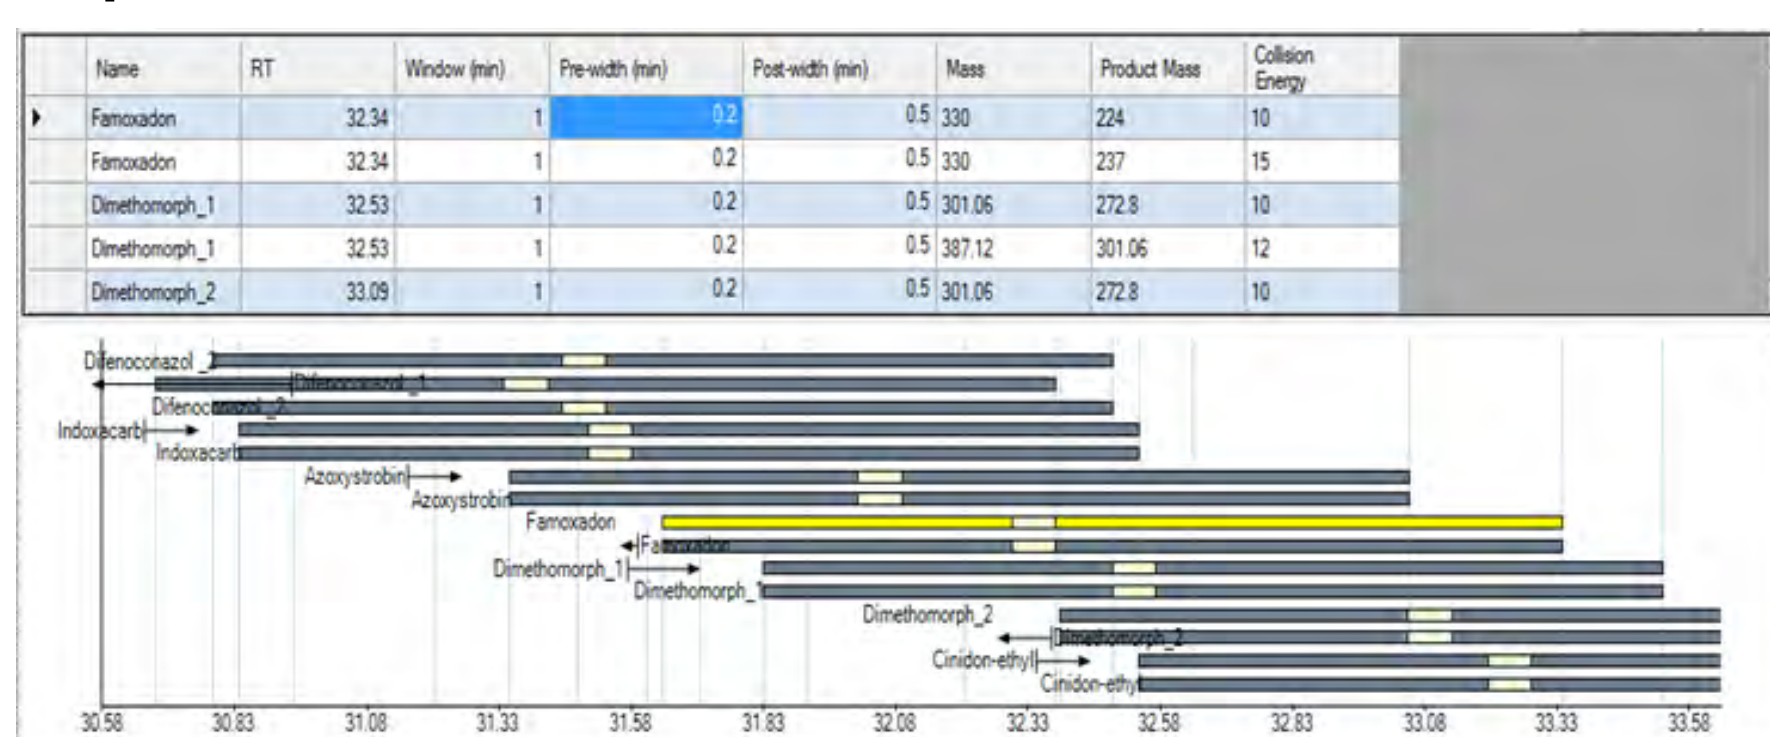 Name RT Window (min) Pre-width (min) Post-width (min) Mass Product Mass Collision Energy
Famoxadon 32.34 1 0.2 0.5 330 224 10
Famoxadon 32.34 1 0.2 0.5 330 237 15
Dimethomorph_1 32.53 1 0.2 0.5 301.06 272.8 10
Dimethomorph_1 32.53 1 0.2 0.5 387.12 301.06 12
Dimethomorph_2 33.09 1 0.2 0.5 301.06 272.8 10
Difenoconazol _2
Difenoconazol _1
Difenoconazol _2
Indoxacarb
Indoxacarb
Azoxystrobin
Azoxystrobin
Famoxadon
Famoxadon
Dimethomorph_1
Dimethomorph_1
Dimethomorph_2
Dimethomorph_2
Cinidon-ethyl
Cinidon-ethyl
30.58 30.83 31.08 31.33 31.58 31.83 32.08 32.33 32.58 32.83 33.08 33.33 33.58